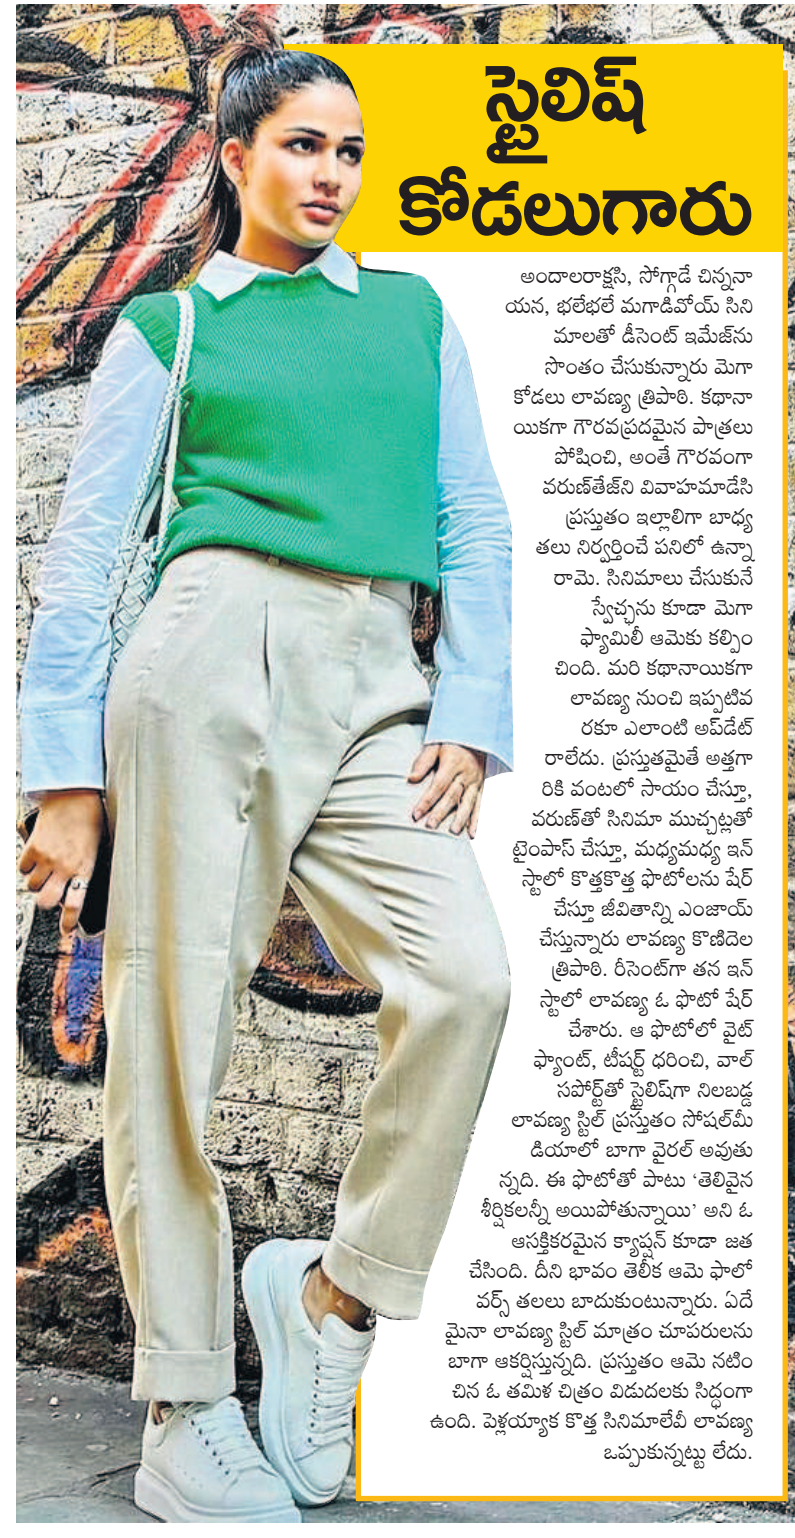 స్టైలిష్
కోడలుగారు
అందాలరాక్షసి, సోగ్గాడే చిన్ననా
యన, భలేభలే మగాడివోయ్ సిని
మాలతో డీసెంట్ ఇమేజ్‌ను
సొంతం చేసుకున్నారు మెగా
కోడలు లావణ్య త్రిపాఠి. కథానా
యికగా గౌరవప్రదమైన పాత్రలు
పోషించి, అంతే గౌరవంగా
వరుణ్‌తేజ్‌ని వివాహమాడేసి
ప్రస్తుతం ఇల్లాలిగా బాధ్య
తలు నిర్వర్తించే పనిలో ఉన్నా
రామె. సినిమాలు చేసుకునే
స్వేచ్ఛను కూడా మెగా
ఫ్యామిలీ ఆమెకు కల్పిం
చింది. మరి కథానాయికగా
లావణ్య నుంచి ఇప్పటివ
రకూ ఎలాంటి అప్‌డేట్
రాలేదు. ప్రస్తుతమైతే అత్తగా
రికి వంటలో సాయం చేస్తూ,
వరుణ్‌తో సినిమా ముచ్చట్లతో
టైంపాస్ చేస్తూ, మధ్యమధ్య ఇన్
స్టాలో కొత్తకొత్త ఫొటోలను షేర్
చేస్తూ జీవితాన్ని ఎంజాయ్
చేస్తున్నారు లావణ్య కొణిదెల
త్రిపాఠి. రీసెంట్‌గా తన ఇన్
స్టాలో లావణ్య ఓ ఫొటో షేర్
చేశారు. ఆ ఫొటోలో వైట్
ఫ్యాంట్, టీషర్ట్ ధరించి, వాల్
సపోర్ట్‌తో స్టైలిష్‌గా నిలబడ్డ
లావణ్య స్టిల్ ప్రస్తుతం సోషల్‌మీ
డియాలో బాగా వైరల్ అవుతు
న్నది. ఈ ఫొటోతో పాటు ‘తెలివైన
శీర్షికలన్నీ అయిపోతున్నాయి’ అని ఓ
ఆసక్తికరమైన క్యాప్షన్ కూడా జత
చేసింది. దీని భావం తెలీక ఆమె ఫాలో
వర్స్ తలలు బాదుకుంటున్నారు. ఏదే
మైనా లావణ్య స్టిల్ మాత్రం చూపరులను
బాగా ఆకర్షిస్తున్నది. ప్రస్తుతం ఆమె నటిం
చిన ఓ తమిళ చిత్రం విడుదలకు సిద్ధంగా
ఉంది. పెళ్లయ్యాక కొత్త సినిమాలేవీ లావణ్య
ఒప్పుకున్నట్టు లేదు.